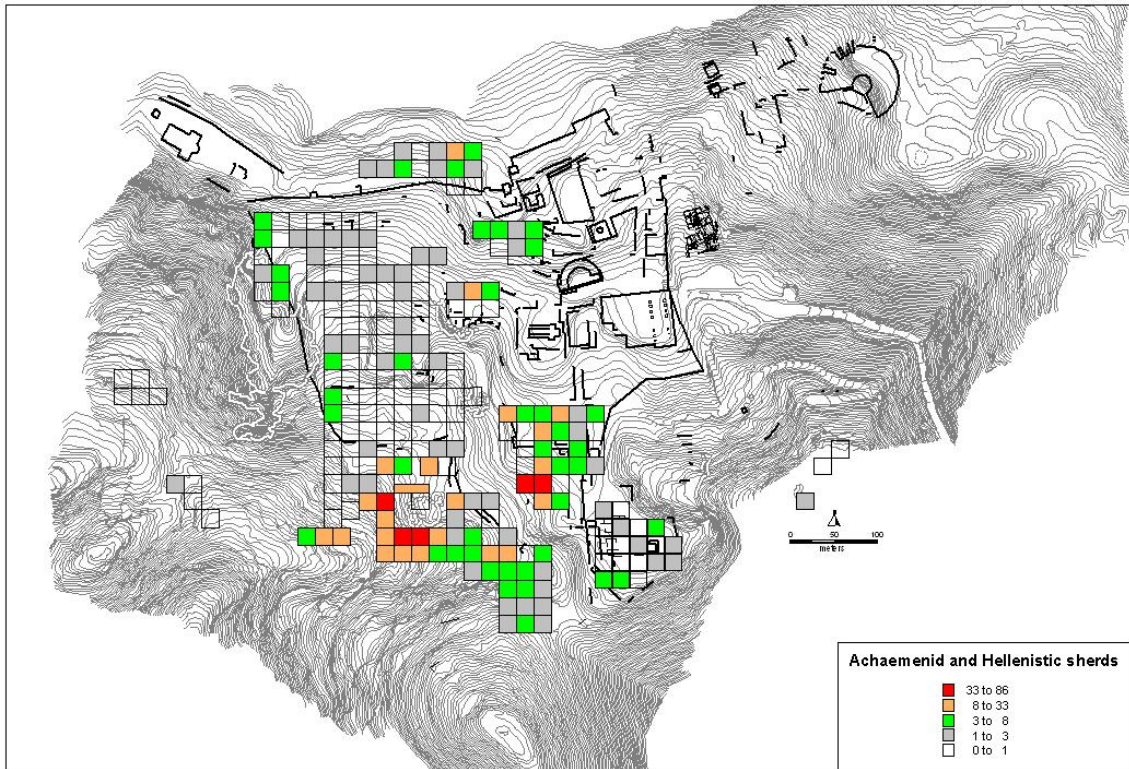 0 50 100
meters
Achaemenid and Hellenistic sherds
33 to 86
8 to 33
3 to 8
1 to 3
0 to 1